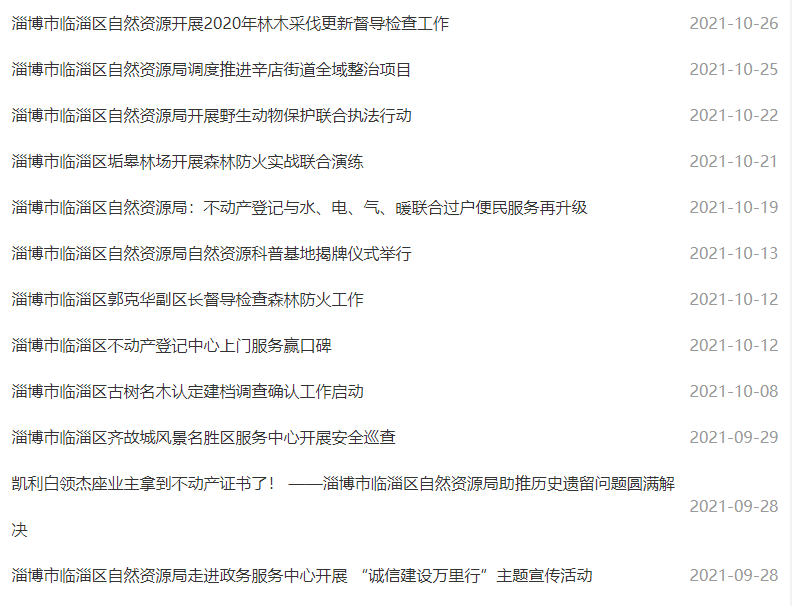 淄博市临淄区自然资源开展2020年林木采伐更新督导检查工作 2021-10-26
淄博市临淄区自然资源局调度推进辛店街道全域整治项目 2021-10-25
淄博市临淄区自然资源局开展野生动物保护联合执法行动 2021-10-22
淄博市临淄区垢皋林场开展森林防火实战联合演练 2021-10-21
淄博市临淄区自然资源局：不动产登记与水、电、气、暖联合过户便民服务再升级 2021-10-19
淄博市临淄区自然资源局自然资源科普基地揭牌仪式举行 2021-10-13
淄博市临淄区郭克华副区长督导检查森林防火工作 2021-10-12
淄博市临淄区不动产登记中心上门服务赢口碑 2021-10-12
淄博市临淄区古树名木认定建档调查确认工作启动 2021-10-08
淄博市临淄区齐故城风景名胜区服务中心开展安全巡查 2021-09-29
凯利白领杰座业主拿到不动产证书了！ ——淄博市临淄区自然资源局助推历史遗留问题圆满解
决 2021-09-28
淄博市临淄区自然资源局走进政务服务中心开展 “诚信建设万里行”主题宣传活动 2021-09-28